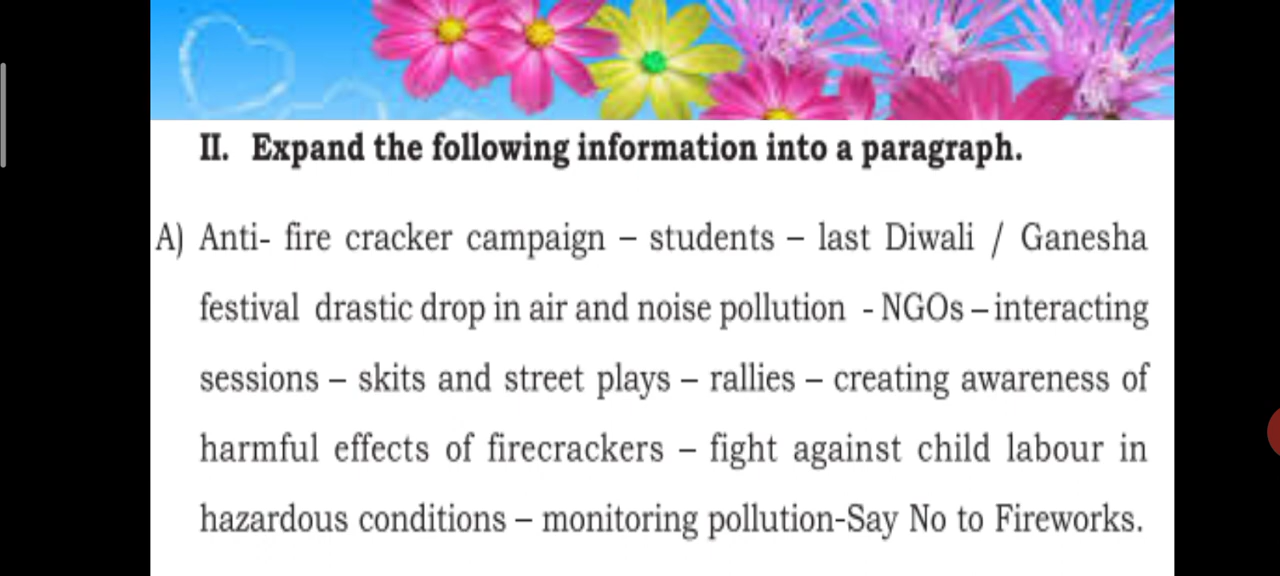 II. Expand the following information into a paragraph.
A) Anti- fire cracker campaign – students – last Diwali / Ganesha
festival drastic drop in air and noise pollution - NGOs – interacting
sessions – skits and street plays – rallies – creating awareness of
harmful effects of firecrackers – fight against child labour in
hazardous conditions – monitoring pollution-Say No to Fireworks.